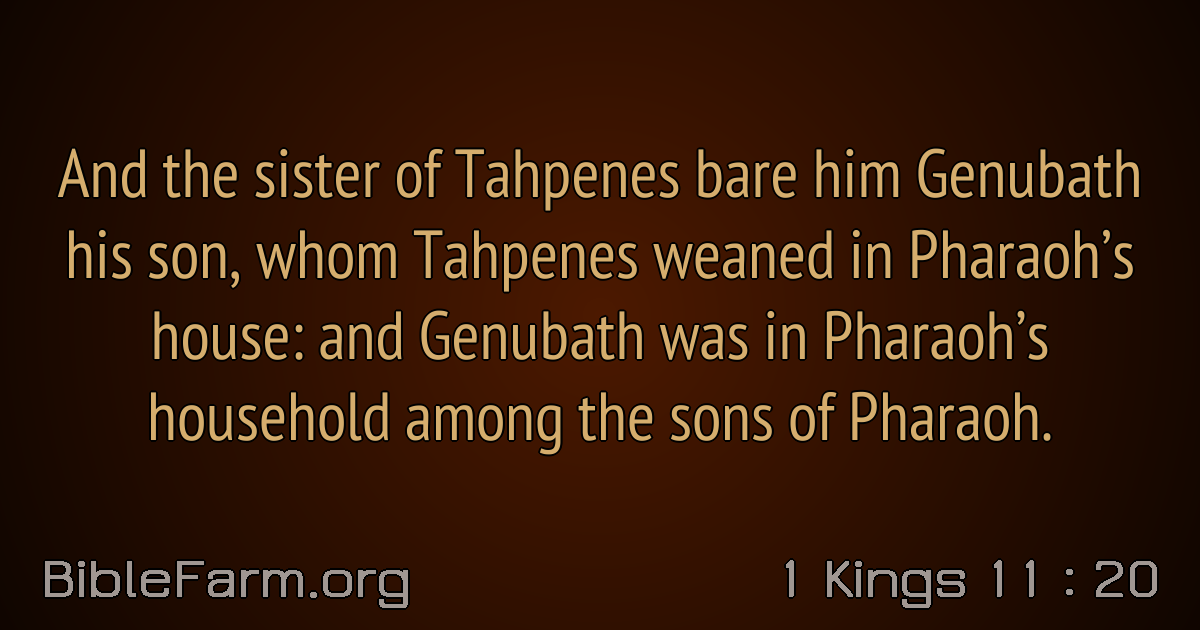 And the sister of Tahpenes bare him Genubath
his son, whom Tahpenes weaned in Pharaoh’s
house: and Genubath was in Pharaoh’s
household among the sons of Pharaoh.
BibleFarm.org
1 Kings 11 : 20